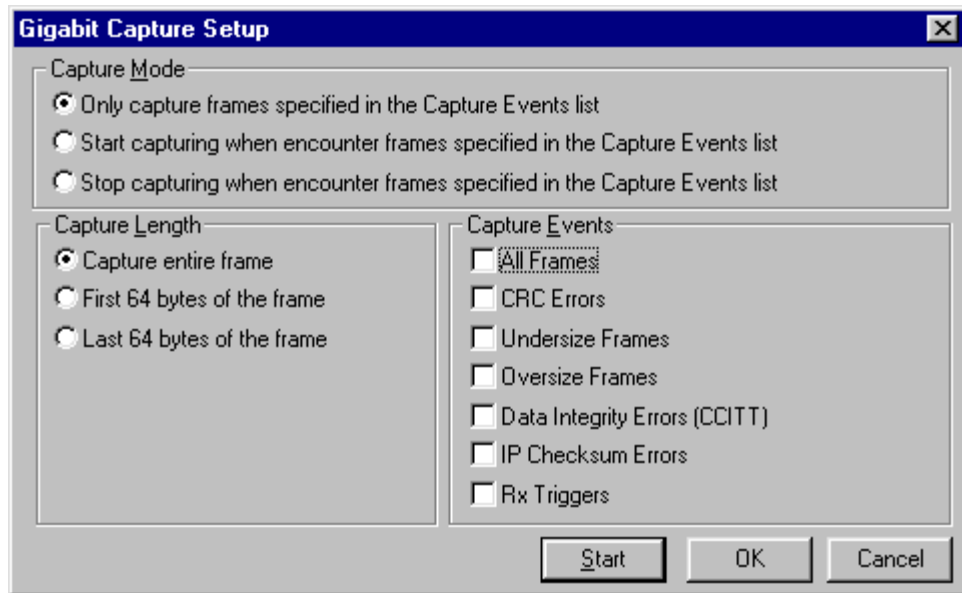 Gigabit Capture Setup
Capture Mode
Only capture frames specified in the Capture Events list
Start capturing when encounter frames specified in the Capture Events list
Stop capturing when encounter frames specified in the Capture Events list
Capture Length
Capture entire frame
First 64 bytes of the frame
Last 64 bytes of the frame
Capture Events
All Frames
CRC Errors
Undersize Frames
Oversize Frames
Data Integrity Errors (CCITT)
IP Checksum Errors
Rx Triggers
Start
OK
Cancel